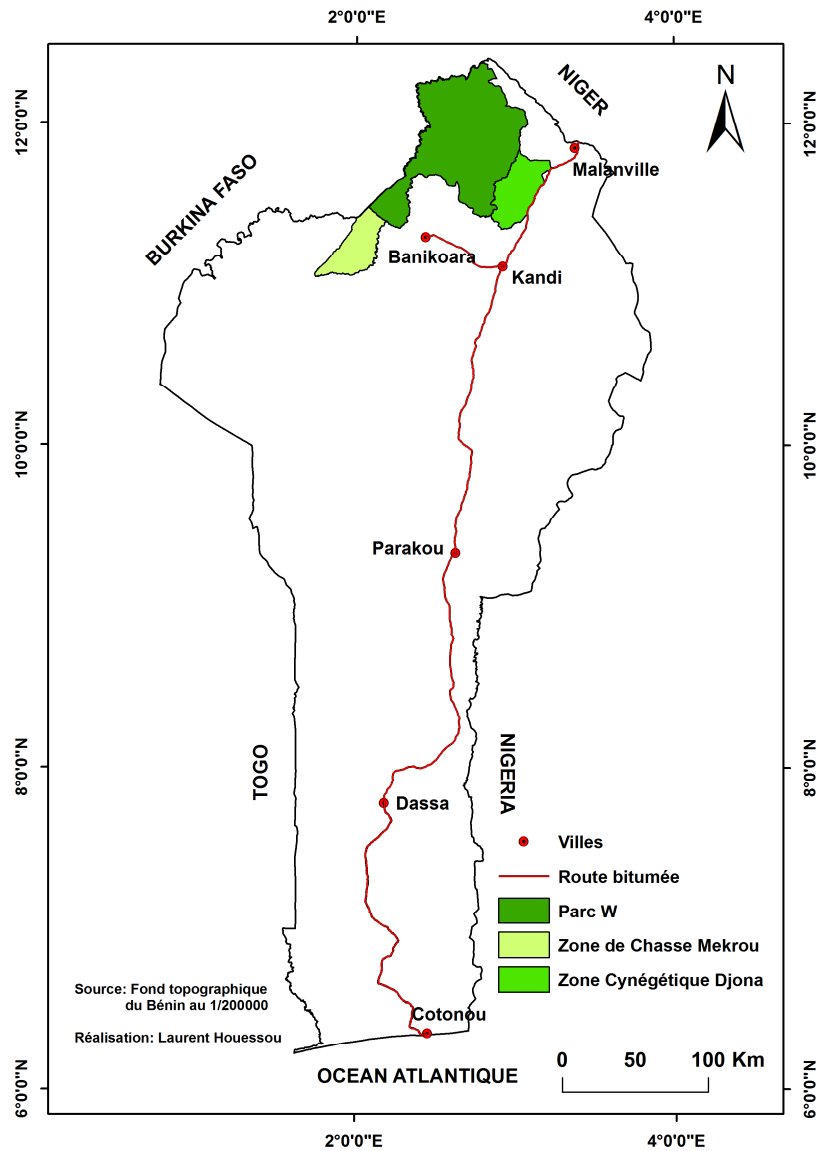 2°0'0"E
4°0'0"E
N
NIGER
12°0'0"N
12°0'0"N
Malanville
BURKINA FASO
Banikoara
Kandi
10°0'0"N
10°0'0"N
Parakou
TOGO
NIGERIA
8°0'0"N
8°0'0"N
Dassa
Villes
Route bitumée
Parc W
Zone de Chasse Mekrou
Zone Cynégétique Djona
Source: Fond topographique
du Bénin au 1/200000
Réalisation: Laurent Houessou
Cotonou
0 50 100 Km
OCEAN ATLANTIQUE
6°0'0"N
6°0'0"N
2°0'0"E
4°0'0"E